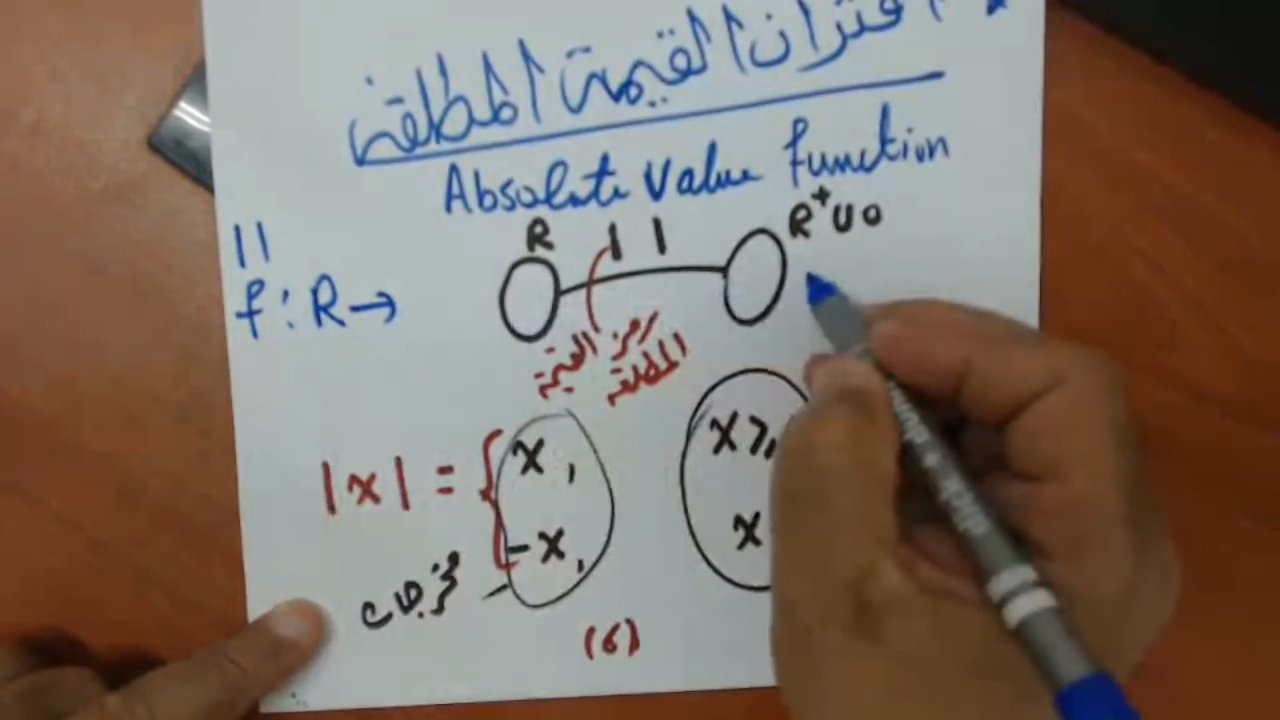 اقتران القيمة المطلقة
Absolute Value function
| |
f : R →
R | | R⁺ ∪ 0
رمز القيمة
المطلقة
|x| = { x , x ≥
-x , x
مخرجات
(6)